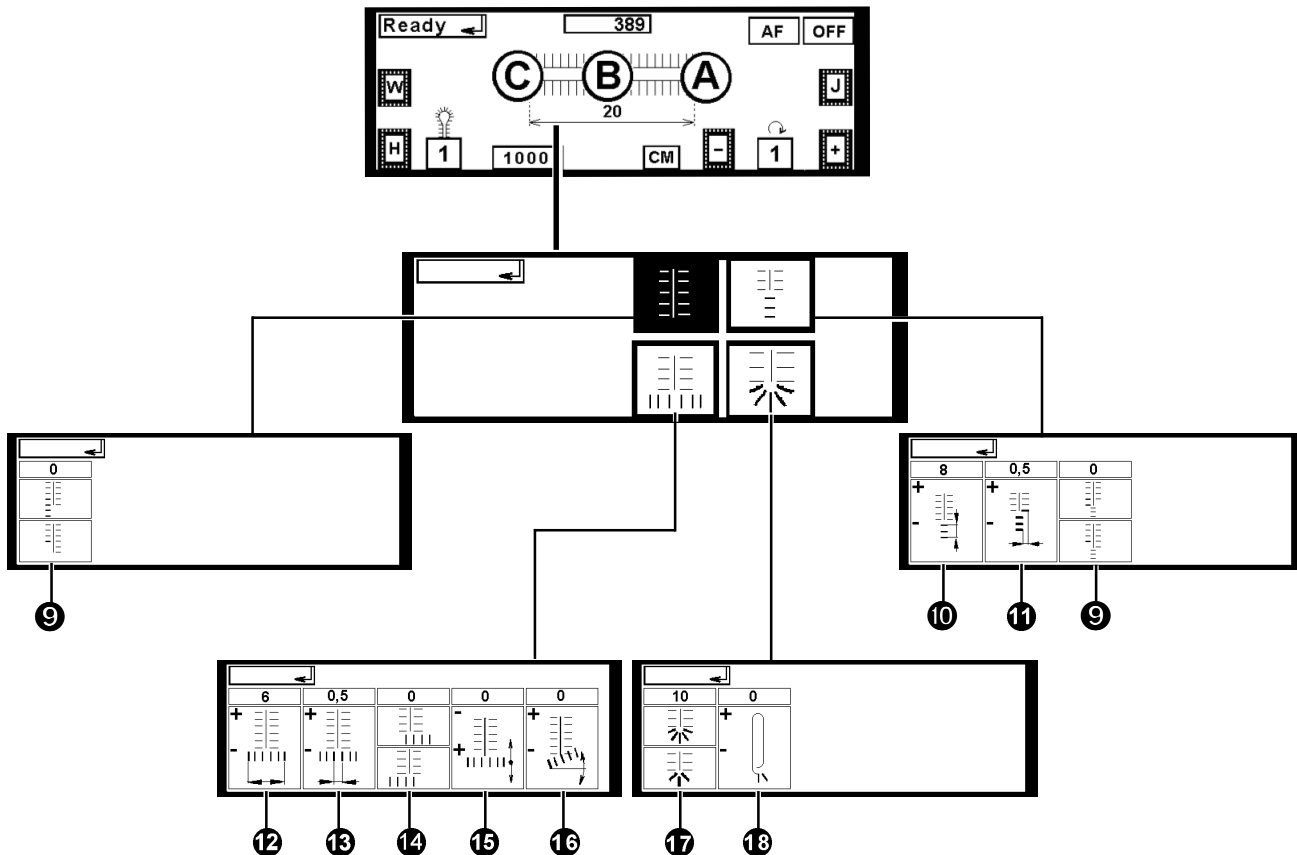 Ready 389 AF OFF
C B A
W J
20
H 1 1000 CM - 1 +
0
8 0,5 0
+ +
- -
9
10 11 9
6 0,5 0 0 0
+ + - +
- - + -
10 0
+
-
12 13 14 15 16
17 18